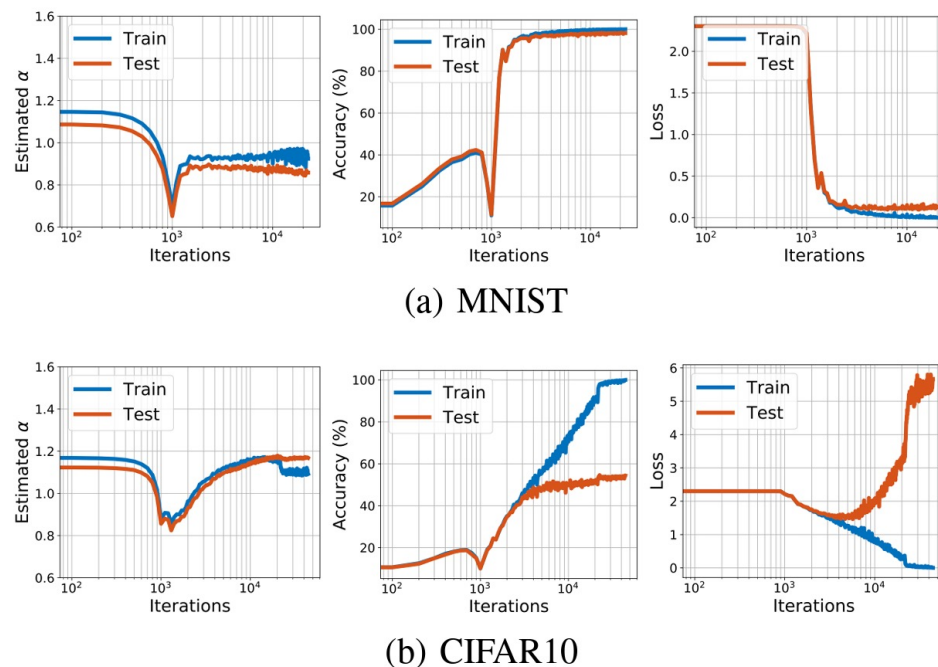 Estimated α
1.6
1.4
1.2
1.0
0.8
0.6
Train
Test
10²
10³
10⁴
Iterations
Accuracy (%)
100
80
60
40
20
Train
Test
10²
10³
10⁴
Iterations
Loss
2.0
1.5
1.0
0.5
0.0
Train
Test
10²
10³
10⁴
Iterations
(a) MNIST
Estimated α
1.6
1.4
1.2
1.0
0.8
0.6
Train
Test
10²
10³
10⁴
Iterations
Accuracy (%)
100
80
60
40
20
Train
Test
10²
10³
10⁴
Iterations
Loss
6
5
4
3
2
1
0
Train
Test
10²
10³
10⁴
Iterations
(b) CIFAR10